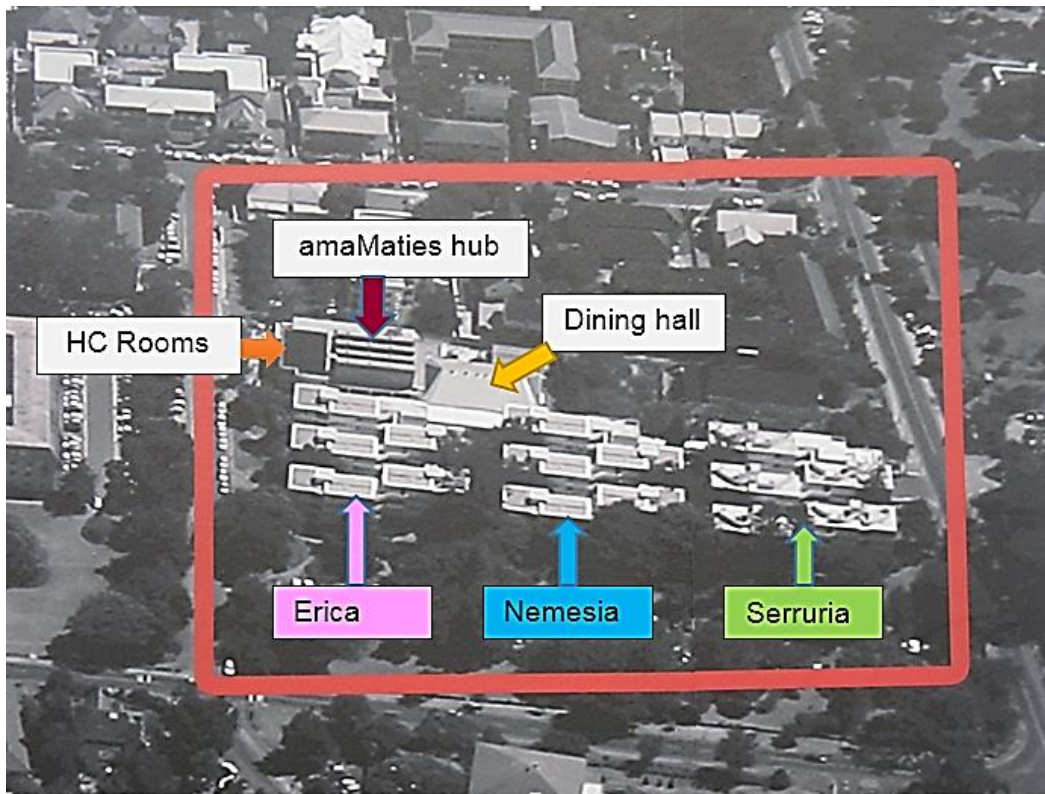 amaMaties hub
HC Rooms
Dining hall
Erica
Nemesia
Serruria